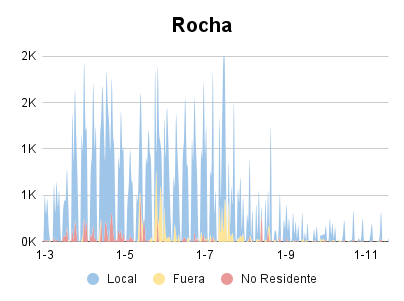 Rocha
2K
2K
1K
1K
0K
1-3 1-5 1-7 1-9 1-11
Local Fuera No Residente